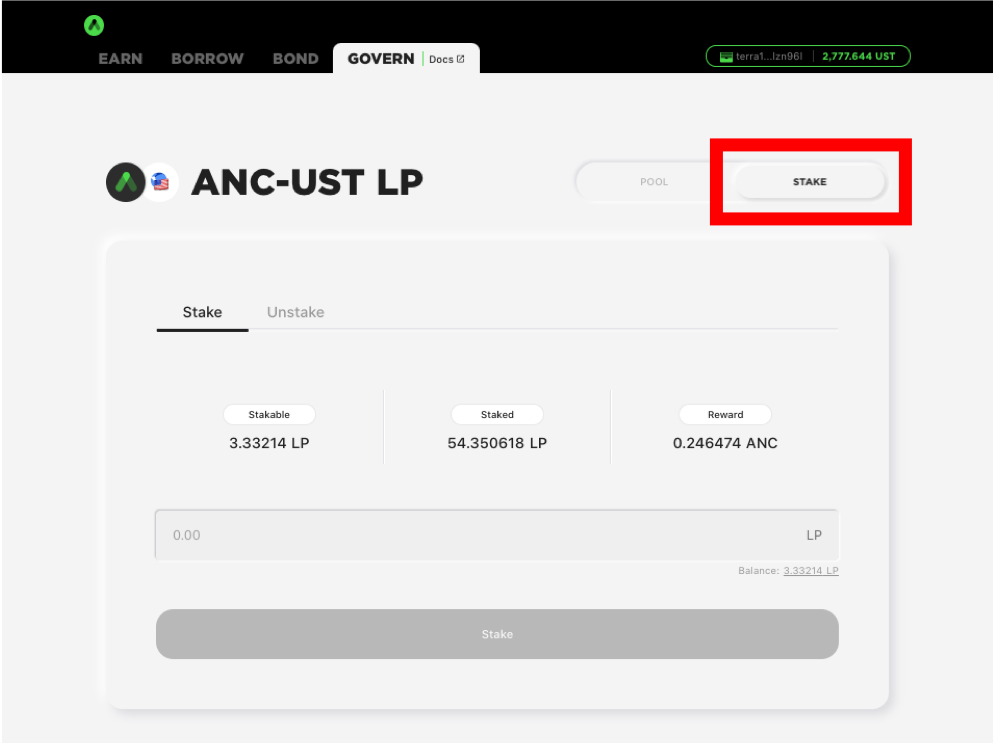 EARN BORROW BOND GOVERN Docs terra1...lzn96l 2,777.644 UST
ANC-UST LP POOL STAKE
Stake Unstake
Stakable Staked Reward
3.33214 LP 54.350618 LP 0.246474 ANC
0.00 LP
Balance: 3.33214 LP
Stake